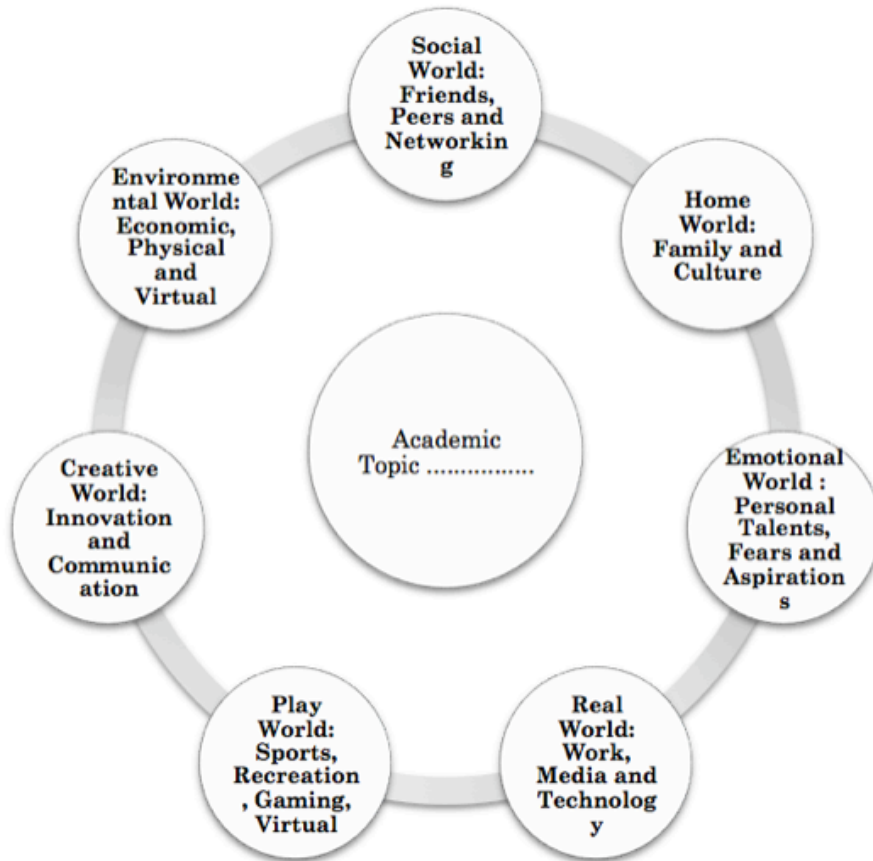 Social
World:
Friends,
Peers and
Networkin
g
Home
World:
Family and
Culture
Emotional
World :
Personal
Talents,
Fears and
Aspiration
s
Real
World:
Work,
Media and
Technolog
y
Play
World:
Sports,
Recreation
, Gaming,
Virtual
Creative
World:
Innovation
and
Communic
ation
Environme
ntal World:
Economic,
Physical
and
Virtual
Academic
Topic ................